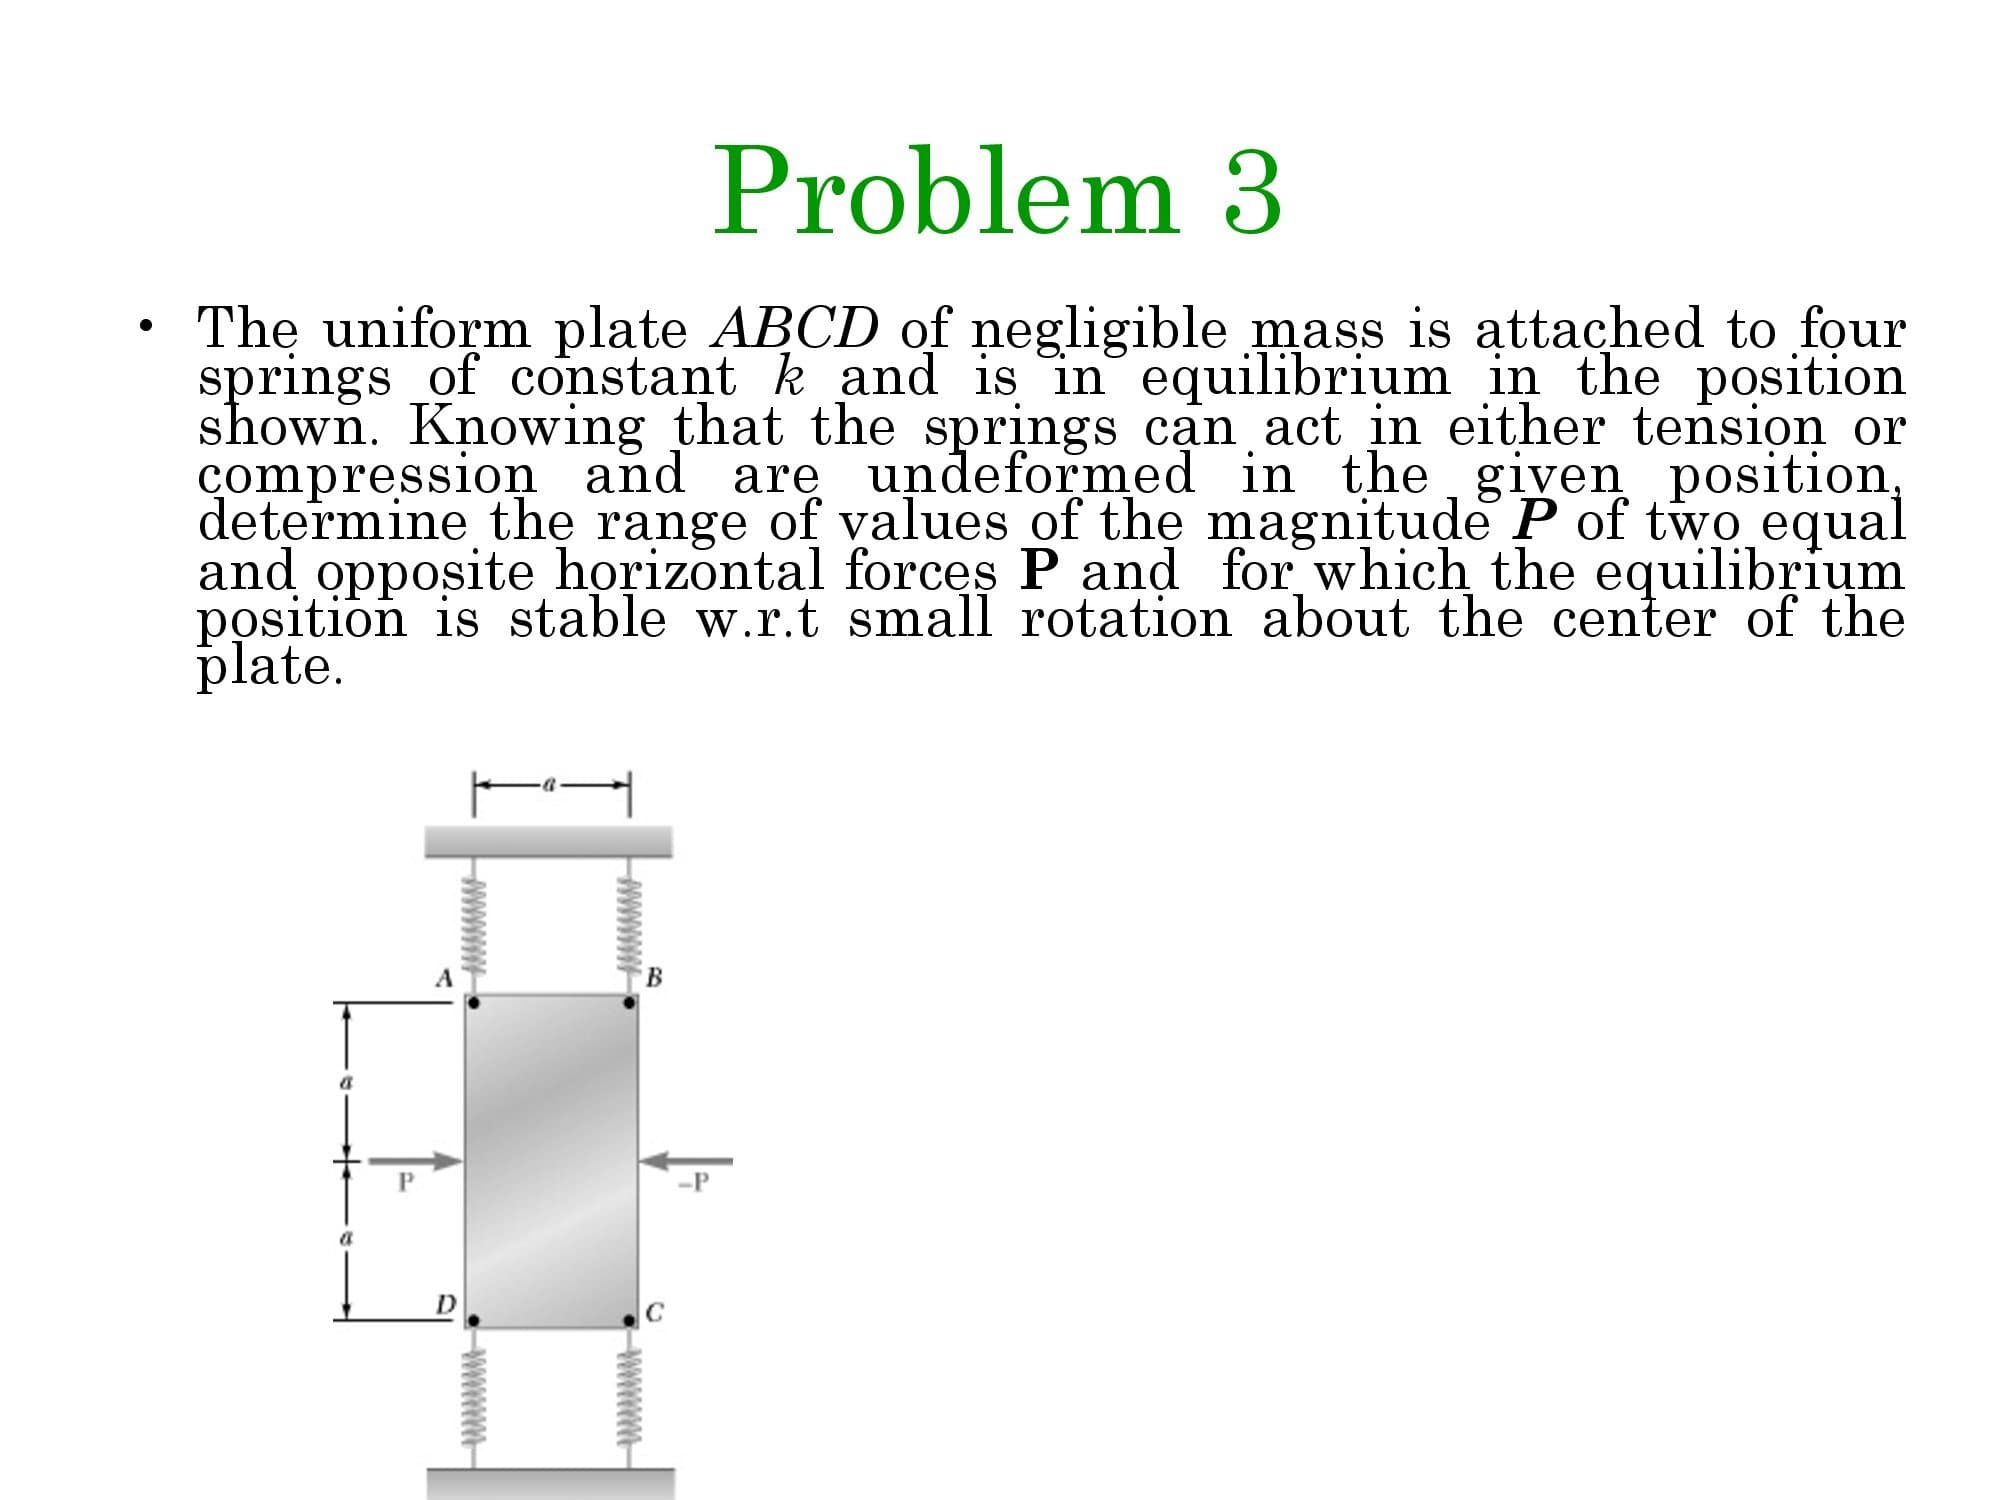 Problem 3
• The uniform plate ABCD of negligible mass is attached to four
springs of constant k and is in equilibrium in the position
shown. Knowing that the springs can act in either tension or
compression and are undeformed in the given position,
determine the range of values of the magnitude P of two equal
and opposite horizontal forces P and for which the equilibrium
position is stable w.r.t small rotation about the center of the
plate.
a
A
B
a
P
–P
a
D
C